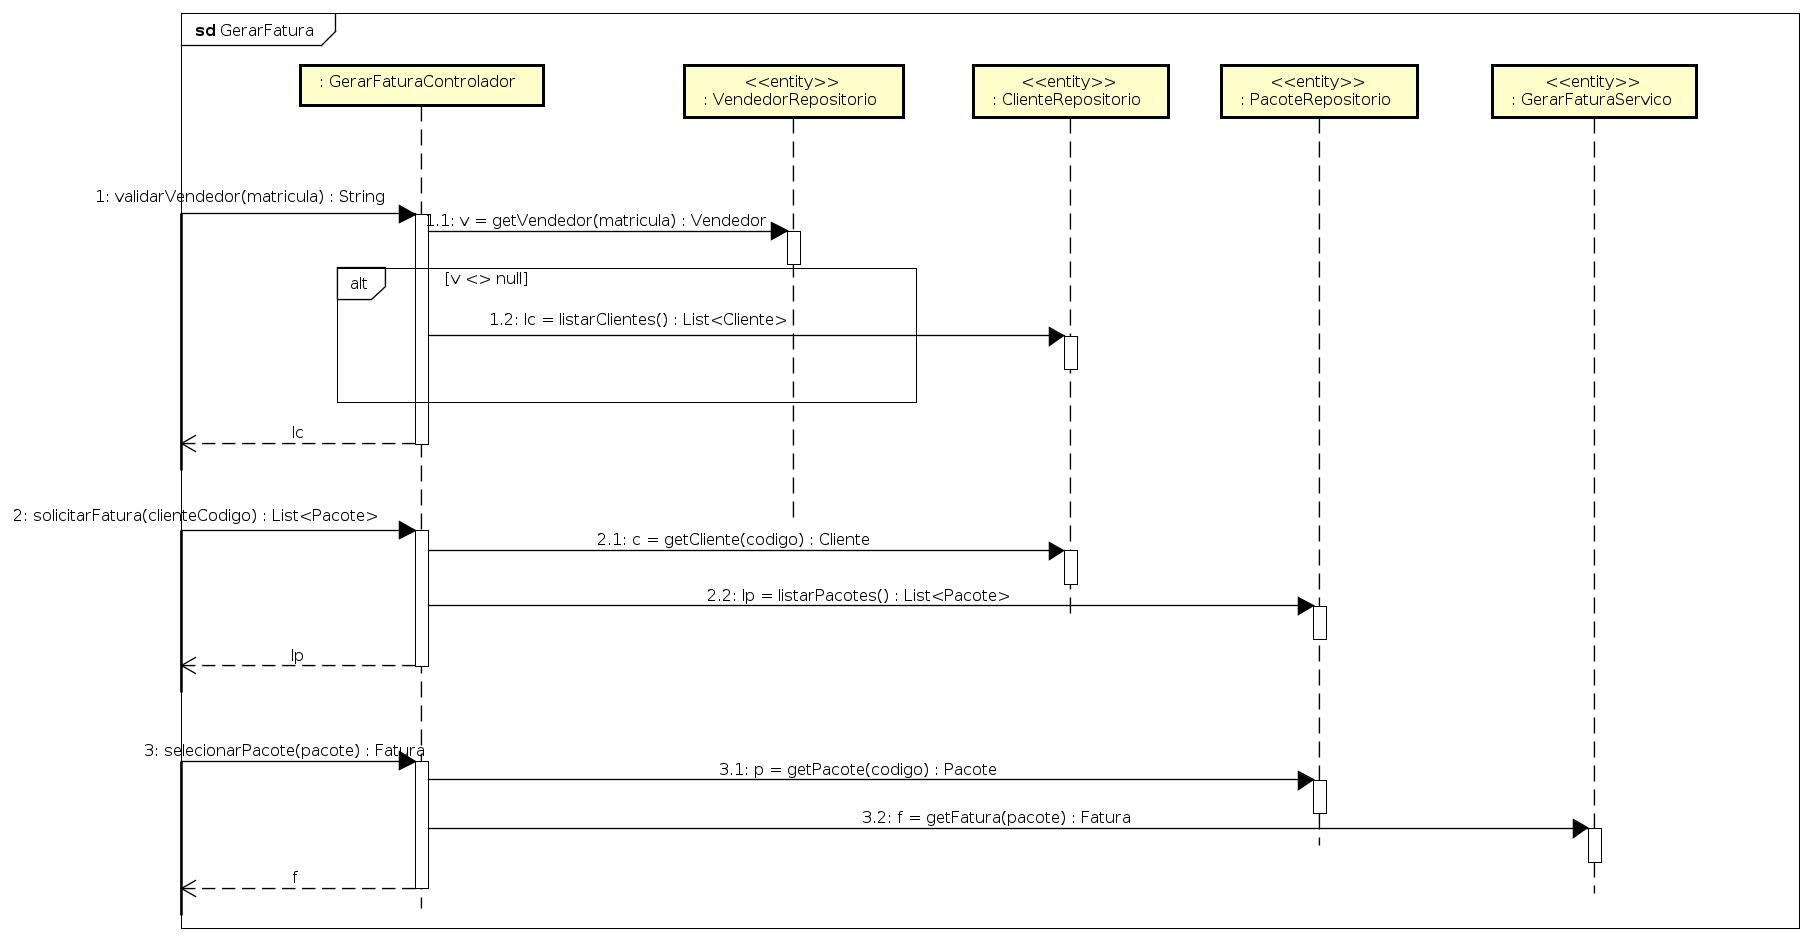 sd GerarFatura
: GerarFaturaControlador
<<entity>>
: VendedorRepositorio
<<entity>>
: ClienteRepositorio
<<entity>>
: PacoteRepositorio
<<entity>>
: GerarFaturaServico
1: validarVendedor(matricula) : String
1.1: v = getVendedor(matricula) : Vendedor
alt
[v <> null]
1.2: lc = listarClientes() : List<Cliente>
lc
2: solicitarFatura(clienteCodigo) : List<Pacote>
2.1: c = getCliente(codigo) : Cliente
2.2: lp = listarPacotes() : List<Pacote>
lp
3: selecionarPacote(pacote) : Fatura
3.1: p = getPacote(codigo) : Pacote
3.2: f = getFatura(pacote) : Fatura
f